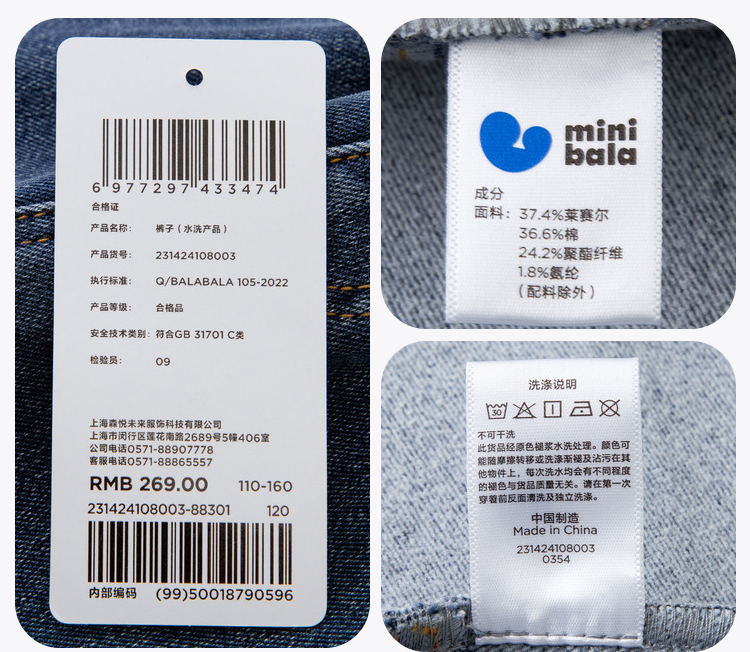 6 977297 433474
合格证
产品名称： 裤子（水洗产品）
产品货号： 231424108003
执行标准： Q/BALABALA 105-2022
产品等级： 合格品
安全技术类别：符合GB 31701 C类
检验员： 09
上海森悦未来服饰科技有限公司
上海市闵行区莲花南路2689号5幢406室
公司电话0571-88907778
客服电话0571-88865557
RMB 269.00 110-160
231424108003-88301 120
内部编码 (99)50018790596
mini
bala
成分
面料：37.4%莱赛尔
36.6%棉
24.2%聚酯纤维
1.8%氨纶
（配料除外）
洗涤说明
30
不可干洗
此货品经原色褪浆水洗处理。颜色可
能随摩擦转移或洗涤渐褪及沾污在其
他物件上，每次洗水均会有不同程度
的褪色与货品质量无关。请在第一次
穿着前反面清洗及独立洗涤。
中国制造
Made in China
231424108003
0354